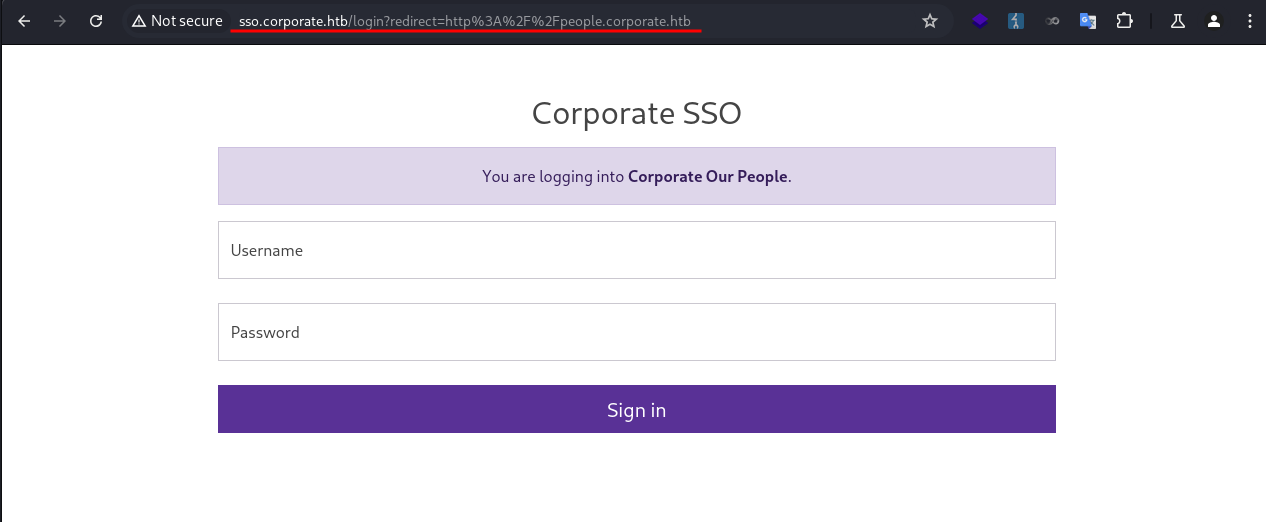 Not secure sso.corporate.htb/login?redirect=http%3A%2F%2Fpeople.corporate.htb
Corporate SSO
You are logging into Corporate Our People.
Username
Password
Sign in